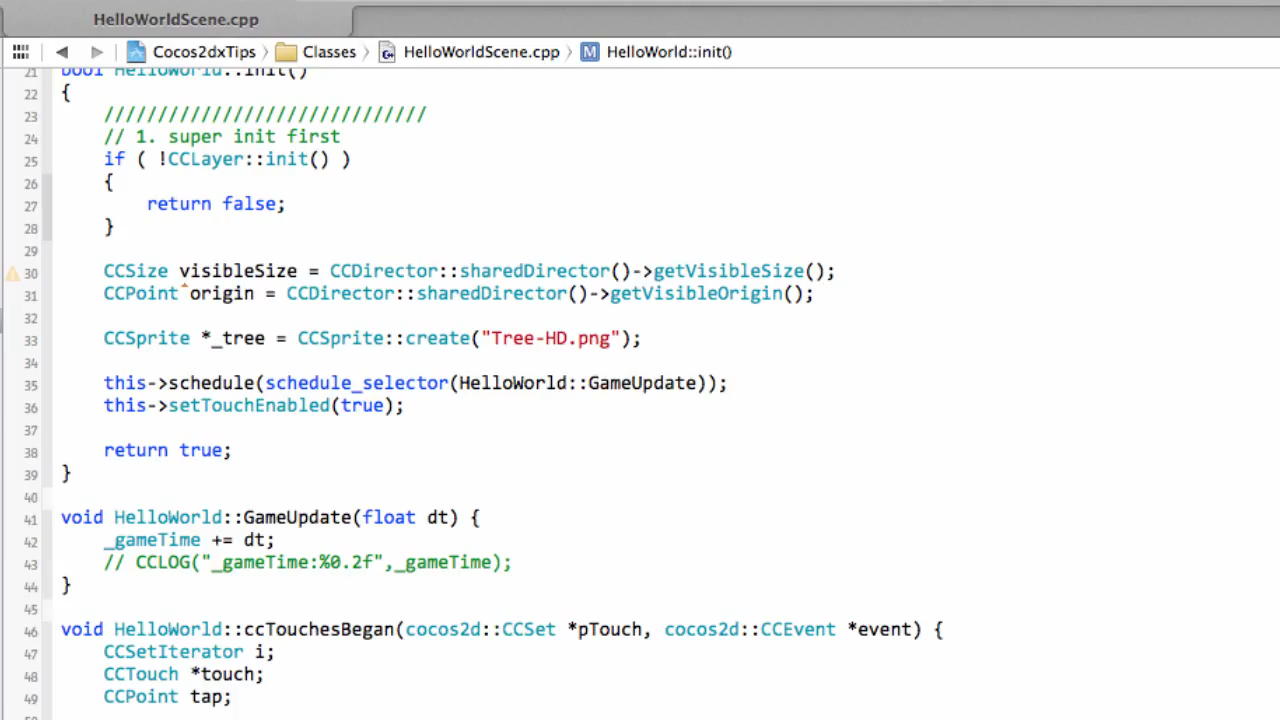 HelloWorldScene.cpp
Cocos2dxTips Classes HelloWorldScene.cpp M HelloWorld::init()
21 bool HelloWorld::init()
22 {
23 //////////////////////////////
24 // 1. super init first
25 if ( !CCLayer::init() )
26 {
27 return false;
28 }
29
30 CCSize visibleSize = CCDirector::sharedDirector()->getVisibleSize();
31 CCPoint origin = CCDirector::sharedDirector()->getVisibleOrigin();
32
33 CCSprite *_tree = CCSprite::create("Tree-HD.png");
34
35 this->schedule(schedule_selector(HelloWorld::GameUpdate));
36 this->setTouchEnabled(true);
37
38 return true;
39 }
40
41 void HelloWorld::GameUpdate(float dt) {
42 _gameTime += dt;
43 // CCLOG("_gameTime:%0.2f",_gameTime);
44 }
45
46 void HelloWorld::ccTouchesBegan(cocos2d::CCSet *pTouch, cocos2d::CCEvent *event) {
47 CCSetIterator i;
48 CCTouch *touch;
49 CCPoint tap;